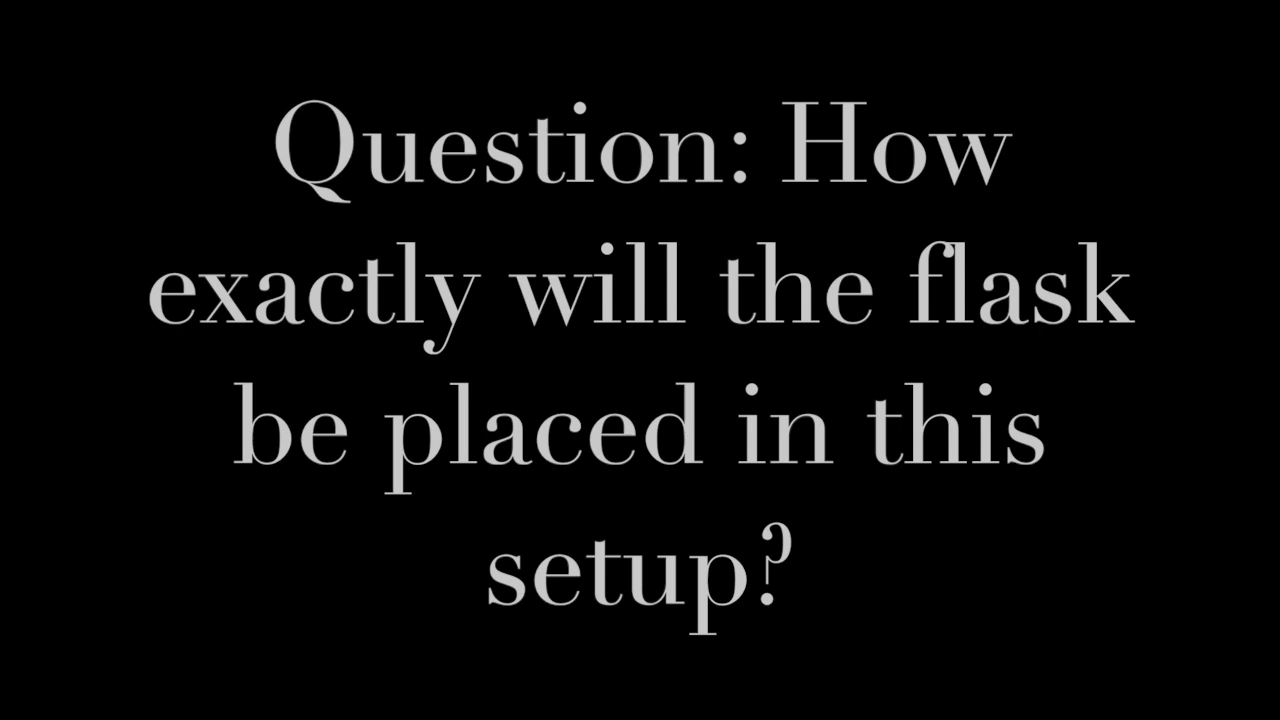 Question: How
exactly will the flask
be placed in this
setup?